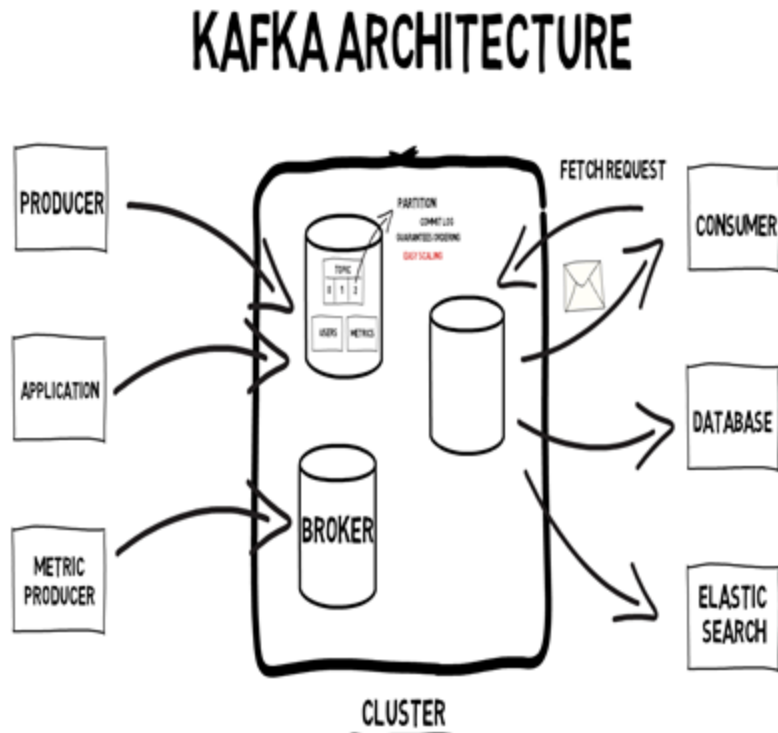 KAFKA ARCHITECTURE
PRODUCER
APPLICATION
METRIC
PRODUCER
PARTITION
COMMIT LOG
GUARANTEES ORDERING
EASY SCALING
TOPIC
0 1 2
USERS METRICS
BROKER
CLUSTER
FETCH REQUEST
CONSUMER
DATABASE
ELASTIC
SEARCH